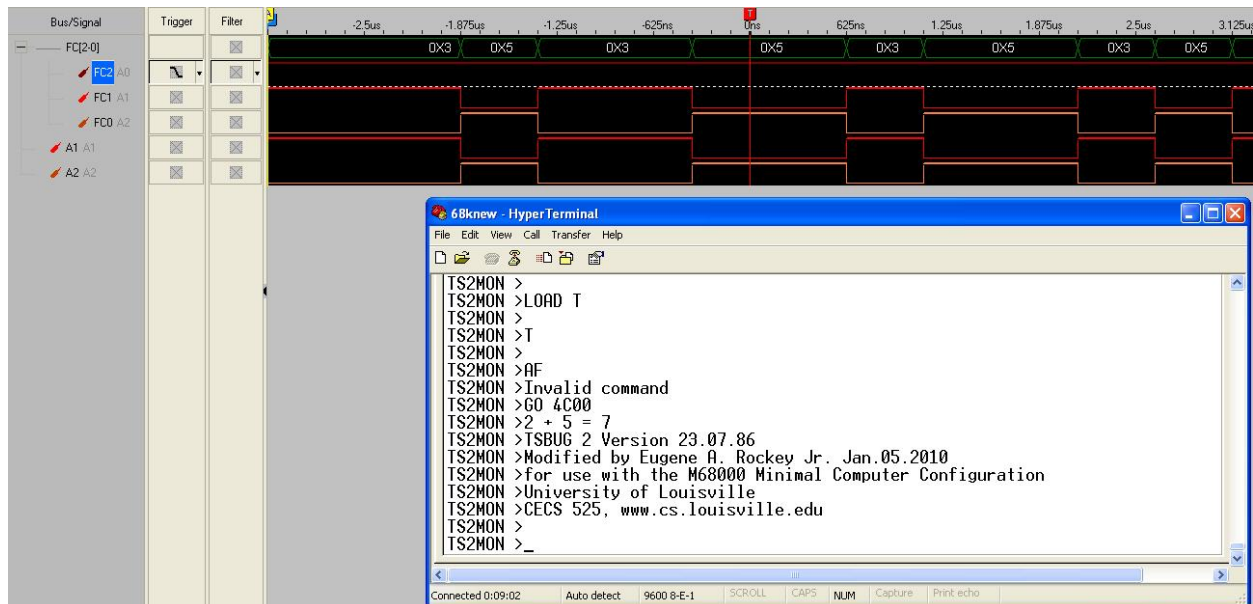 Bus/Signal Trigger Filter -2.5us -1.875us -1.25us -625ns 0ns 625ns 1.25us 1.875us 2.5us 3.125us
A T
FC[2-0] 0X3 0X5 0X3 0X5 0X3 0X5 0X3 0X5
FC2 A0
FC1 A1
FC0 A2
A1 A1
A2 A2
68knew - HyperTerminal
File Edit View Call Transfer Help
TS2MON >
TS2MON >LOAD T
TS2MON >
TS2MON >T
TS2MON >
TS2MON >AF
TS2MON >Invalid command
TS2MON >GO 4C00
TS2MON >2 + 5 = 7
TS2MON >TSBUG 2 Version 23.07.86
TS2MON >Modified by Eugene A. Rockey Jr. Jan.05.2010
TS2MON >for use with the M68000 Minimal Computer Configuration
TS2MON >University of Louisville
TS2MON >CECS 525, www.cs.louisville.edu
TS2MON >
TS2MON >_
Connected 0:09:02 Auto detect 9600 8-E-1 SCROLL CAPS NUM Capture Print echo